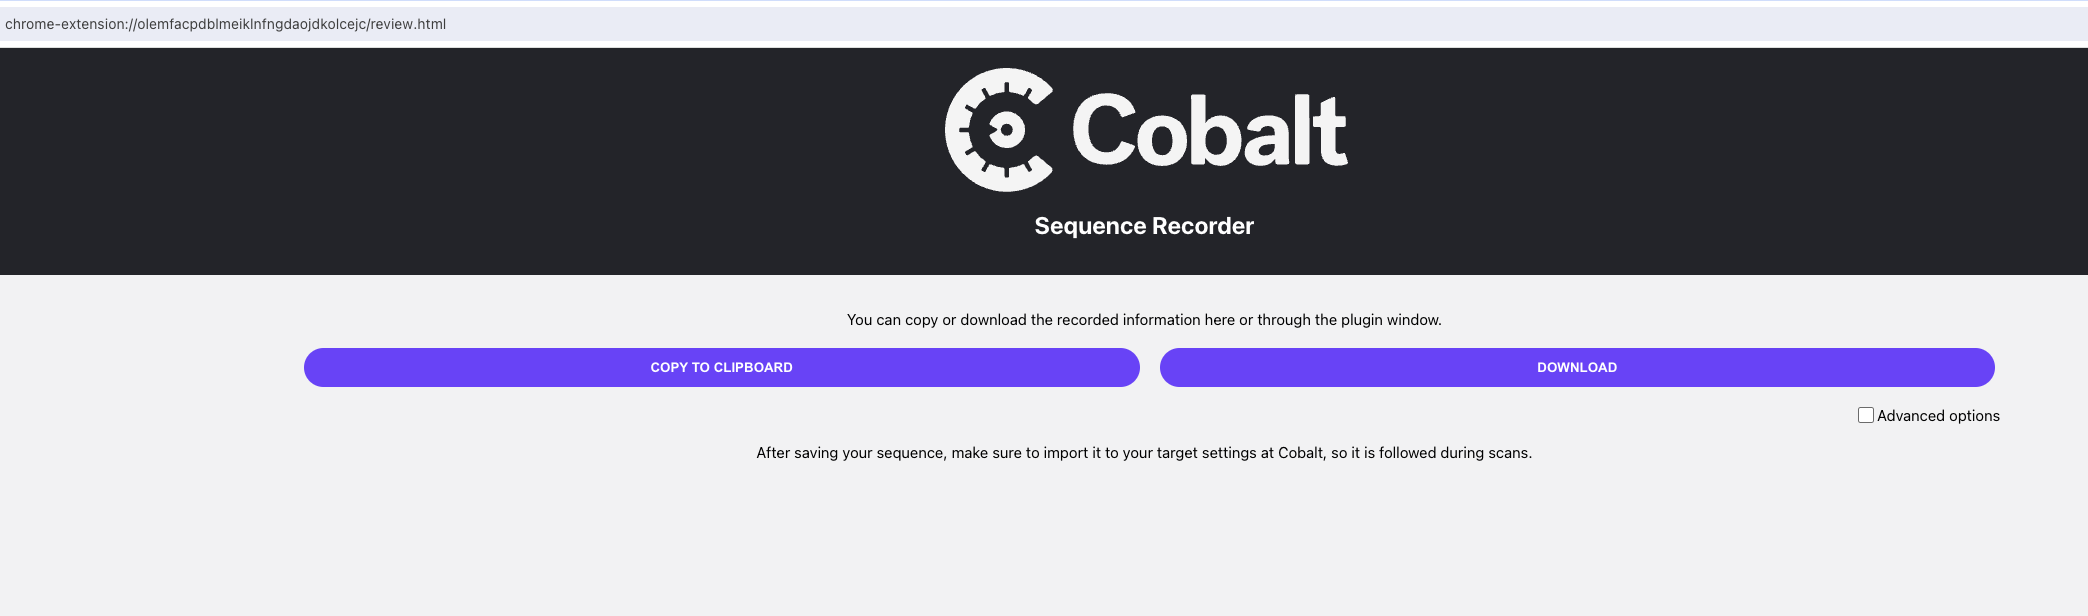 chrome-extension://olemfacpdblmeiklnfngdaojdkolcejc/review.html
Cobalt
Sequence Recorder
You can copy or download the recorded information here or through the plugin window.
COPY TO CLIPBOARD
DOWNLOAD
Advanced options
After saving your sequence, make sure to import it to your target settings at Cobalt, so it is followed during scans.